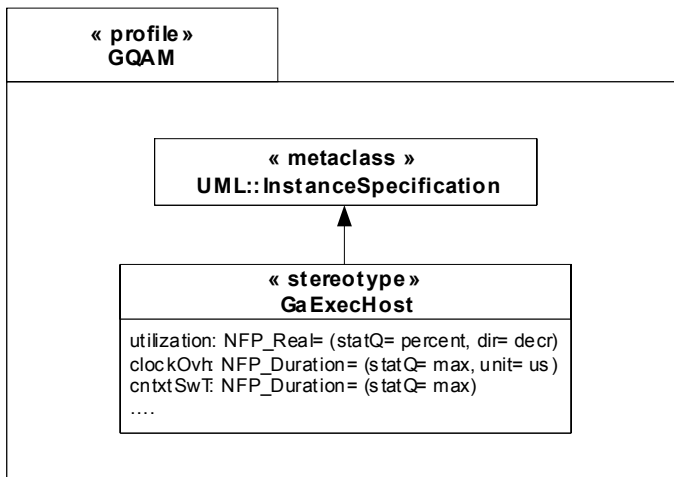 « profile»
GQAM
« metaclass »
UML::InstanceSpecification
« stereotype»
GaExecHost
utilization: NFP_Real= (statQ= percent, dir= decr)
clockOvh: NFP_Duration= (statQ= max, unit= us)
cntxtSwT: NFP_Duration= (statQ= max)
....